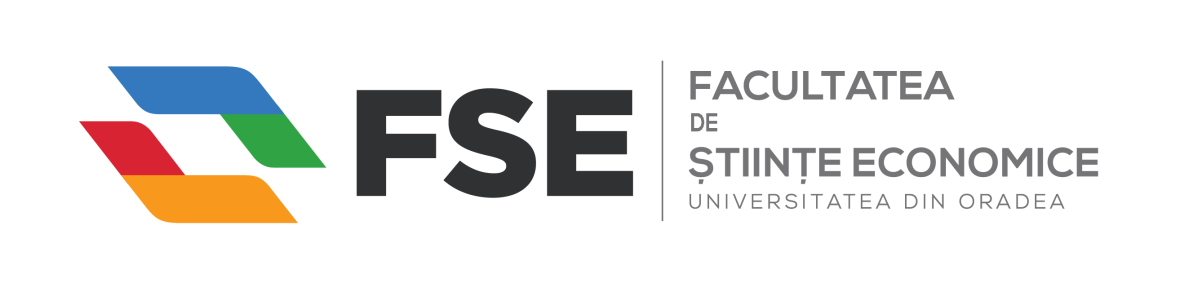 FSE
FACULTATEA
DE
ȘTIINȚE ECONOMICE
UNIVERSITATEA DIN ORADEA